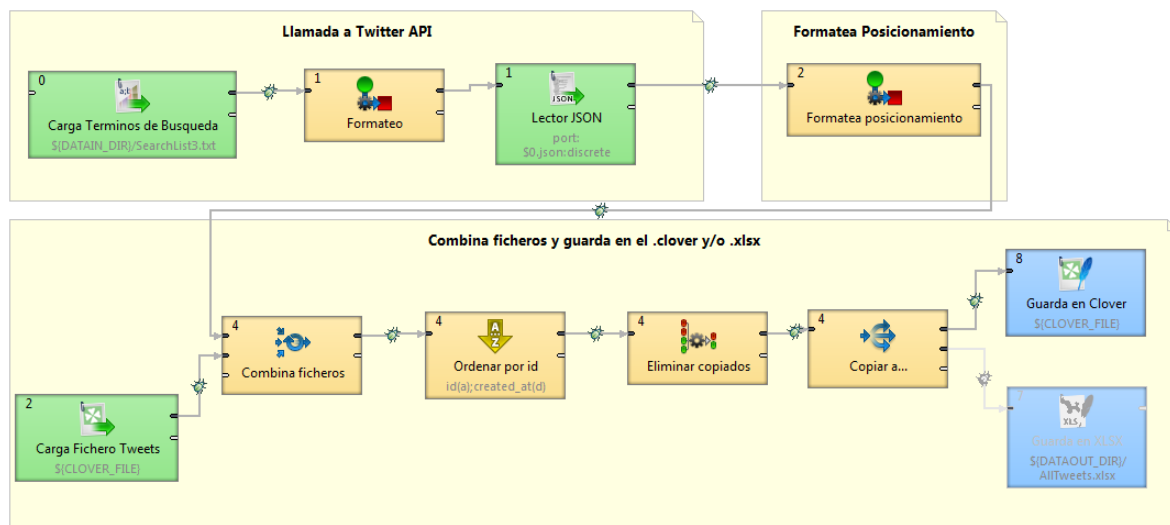 Llamada a Twitter API
Formatea Posicionamiento
0
Carga Terminos de Busqueda
${DATAIN_DIR}/SearchList3.txt
1
Formateo
1
JSON
Lector JSON
port:
$0.json:discrete
2
Formatea posicionamiento
Combina ficheros y guarda en el .clover y/o .xlsx
4
Combina ficheros
4
A
Z
Ordenar por id
id(a);created_at(d)
4
Eliminar copiados
4
Copiar a...
8
Guarda en Clover
${CLOVER_FILE}
7
XLS
Guarda en XLSX
${DATAOUT_DIR}/
AllTweets.xlsx
2
Carga Fichero Tweets
${CLOVER_FILE}